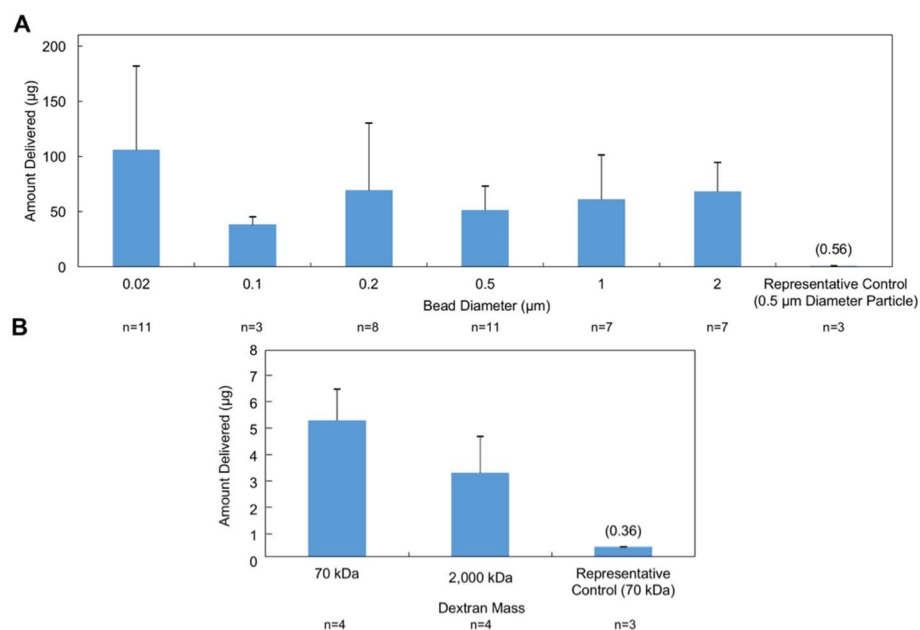 A
Amount Delivered (µg)
200
150
100
50
0
(0.56)
0.02
0.1
0.2
0.5
1
2
Representative Control
(0.5 µm Diameter Particle)
Bead Diameter (µm)
n=11
n=3
n=8
n=11
n=7
n=7
n=3
B
Amount Delivered (µg)
8
7
6
5
4
3
2
1
0
(0.36)
70 kDa
2,000 kDa
Representative
Control (70 kDa)
Dextran Mass
n=4
n=4
n=3